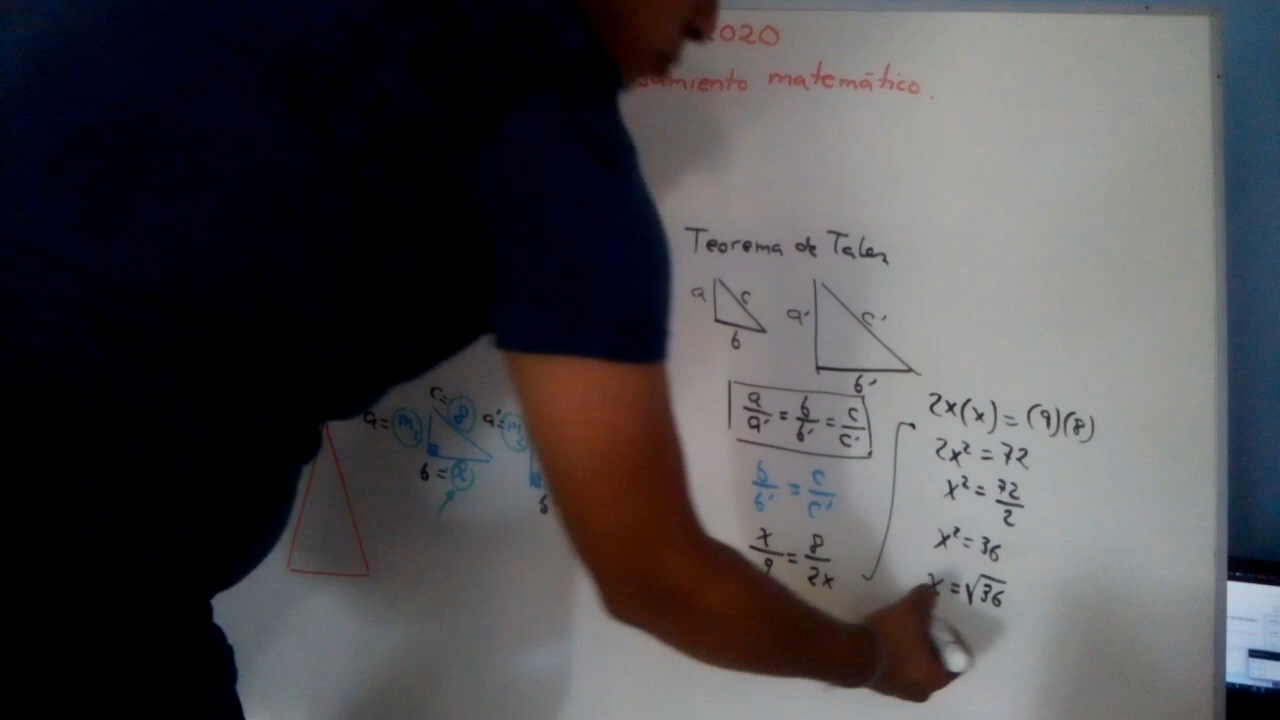 2020
matemático.
Teorema de Tales
a c b
a' c' b'
a/a' = b/b' = c/c'
b/b' = c/c'
x/9 = 8/2x
c= 8
a= m
b = x
a'= m
b
2x(x) = (9)(8)
2x² = 72
x² = 72/2
x² = 36
x = √36